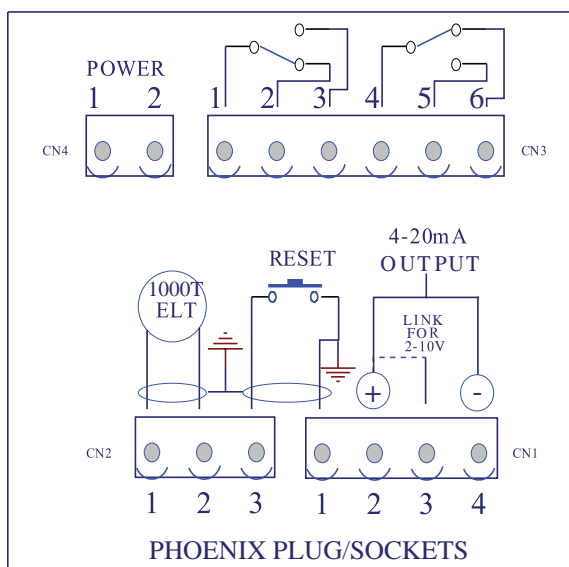 POWER
1 2
1 2 3 4 5 6
CN4
CN3
4-20mA
OUTPUT
RESET
1000T
ELT
LINK
FOR
2-10V
+ -
CN2
CN1
1 2 3 1 2 3 4
PHOENIX PLUG/SOCKETS